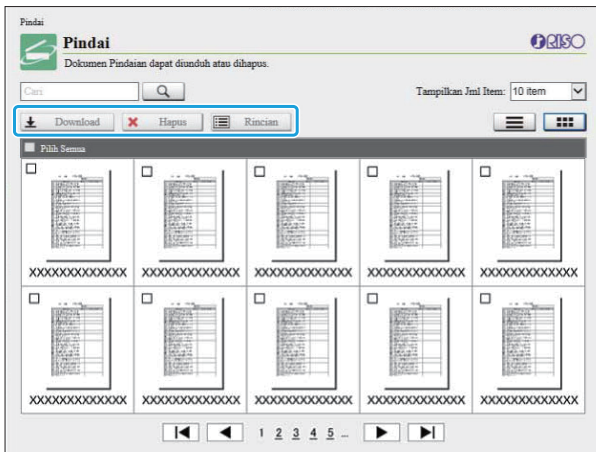 Pindai
Pindai
RISO
Dokumen Pindaian dapat diunduh atau dihapus.
Cari
Tampilkan Jml Item: 10 item
Download Hapus Rincian
Pilih Semua
XXXXXXXXXXXXX XXXXXXXXXXXXX XXXXXXXXXXXXX XXXXXXXXXXXXX XXXXXXXXXXXXX
XXXXXXXXXXXXX XXXXXXXXXXXXX XXXXXXXXXXXXX XXXXXXXXXXXXX XXXXXXXXXXXXX
1 2 3 4 5 ...